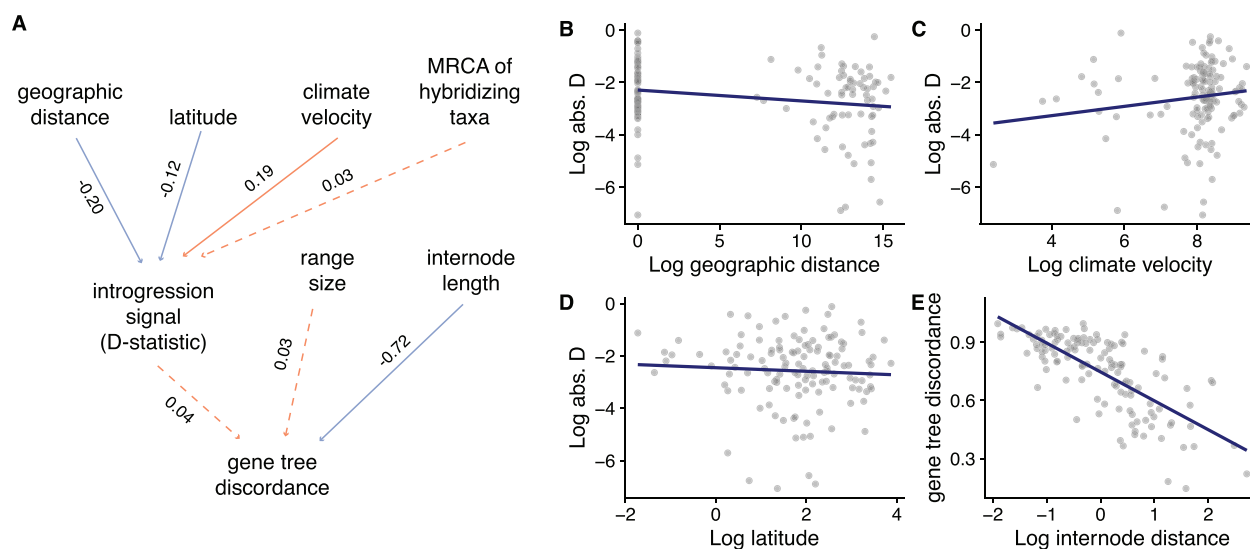 A
geographic
distance
latitude
climate
velocity
MRCA of
hybridizing
taxa
-0.20
-0.12
0.19
0.03
introgression
signal
(D-statistic)
range
size
internode
length
0.04
0.03
-0.72
gene tree
discordance
B
Log abs. D
0
−2
−4
−6
0
5
10
15
Log geographic distance
C
Log abs. D
0
−2
−4
−6
4
6
8
Log climate velocity
D
Log abs. D
0
−2
−4
−6
−2
0
2
4
Log latitude
E
gene tree discordance
0.9
0.6
0.3
−2
−1
0
1
2
Log internode distance